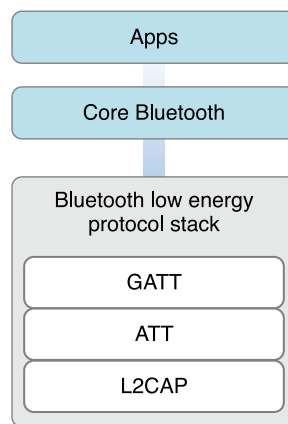 Apps
Core Bluetooth
Bluetooth low energy
protocol stack
GATT
ATT
L2CAP